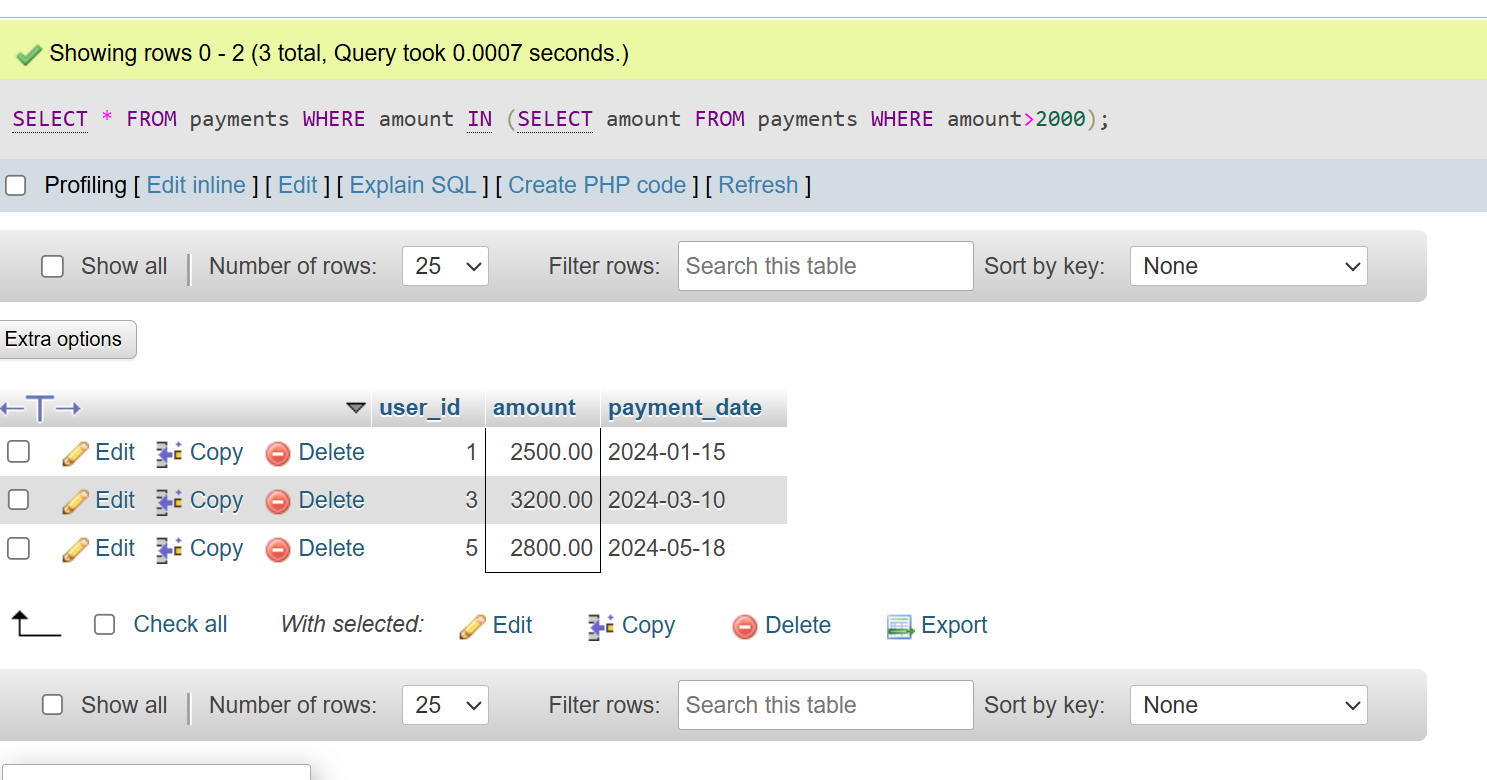 Showing rows 0 - 2 (3 total, Query took 0.0007 seconds.)
SELECT * FROM payments WHERE amount IN (SELECT amount FROM payments WHERE amount>2000);
Profiling [ Edit inline ] [ Edit ] [ Explain SQL ] [ Create PHP code ] [ Refresh ]
Show all Number of rows: 25 Filter rows: Search this table Sort by key: None
Extra options
user_id amount payment_date
Edit Copy Delete 1 2500.00 2024-01-15
Edit Copy Delete 3 3200.00 2024-03-10
Edit Copy Delete 5 2800.00 2024-05-18
Check all With selected: Edit Copy Delete Export
Show all Number of rows: 25 Filter rows: Search this table Sort by key: None